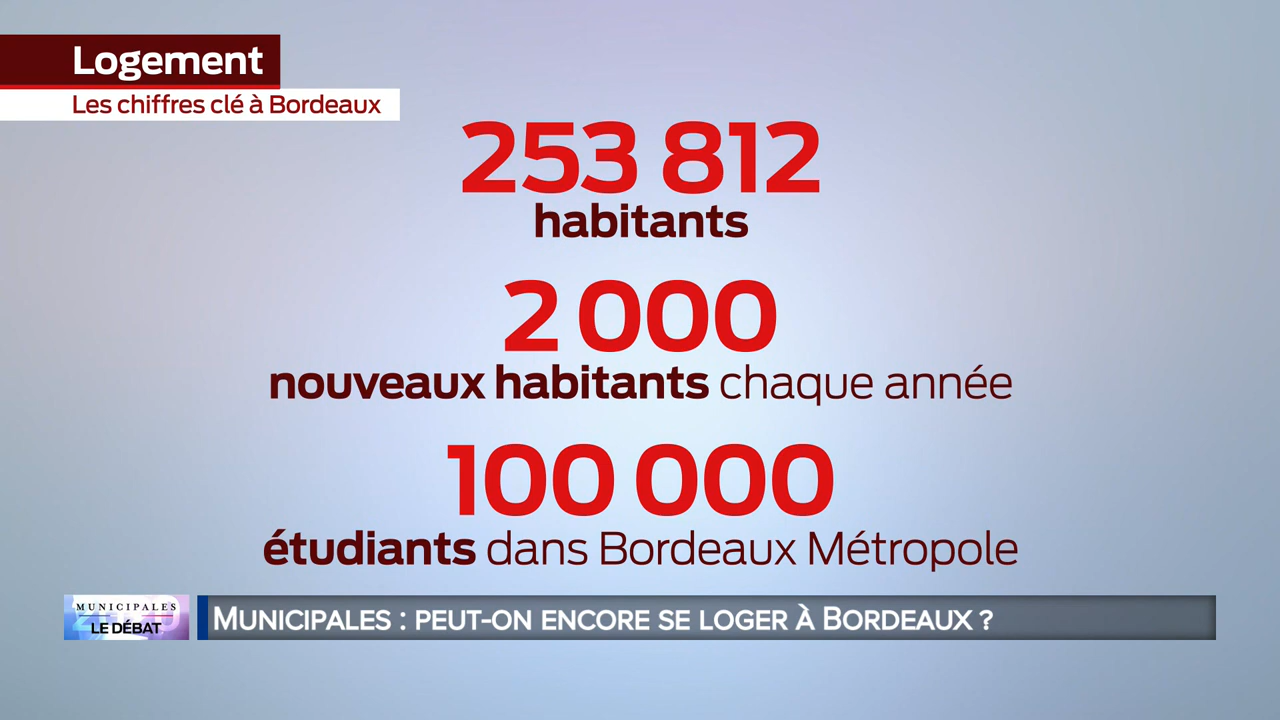 Logement
Les chiffres clé à Bordeaux
253 812
habitants
2 000
nouveaux habitants chaque année
100 000
étudiants dans Bordeaux Métropole
MUNICIPALES
LE DÉBAT
MUNICIPALES : PEUT-ON ENCORE SE LOGER À BORDEAUX ?